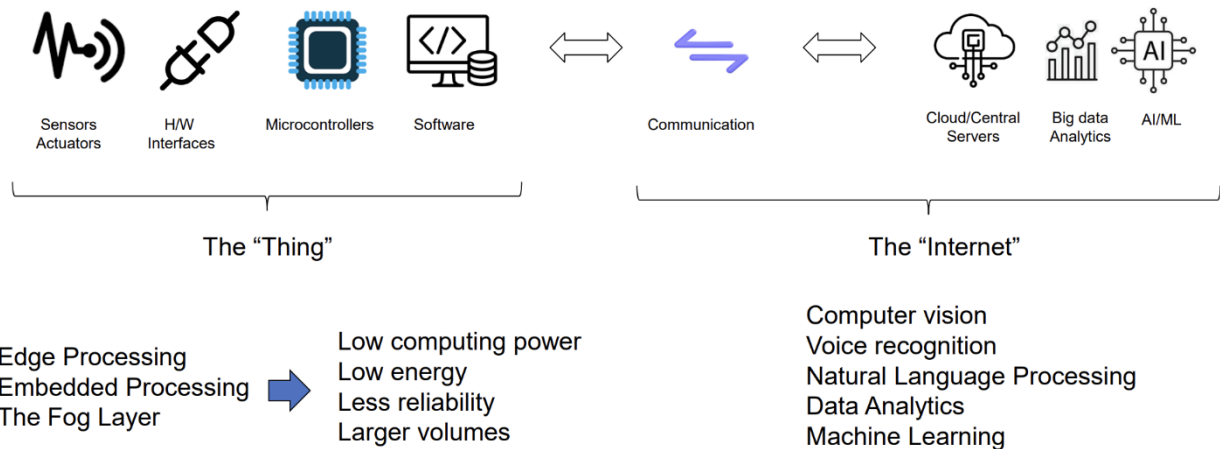 </>
AI
Sensors
Actuators
H/W
Interfaces
Microcontrollers
Software
Communication
Cloud/Central
Servers
Big data
Analytics
AI/ML
The “Thing”
The “Internet”
Edge Processing
Embedded Processing
The Fog Layer
Low computing power
Low energy
Less reliability
Larger volumes
Computer vision
Voice recognition
Natural Language Processing
Data Analytics
Machine Learning